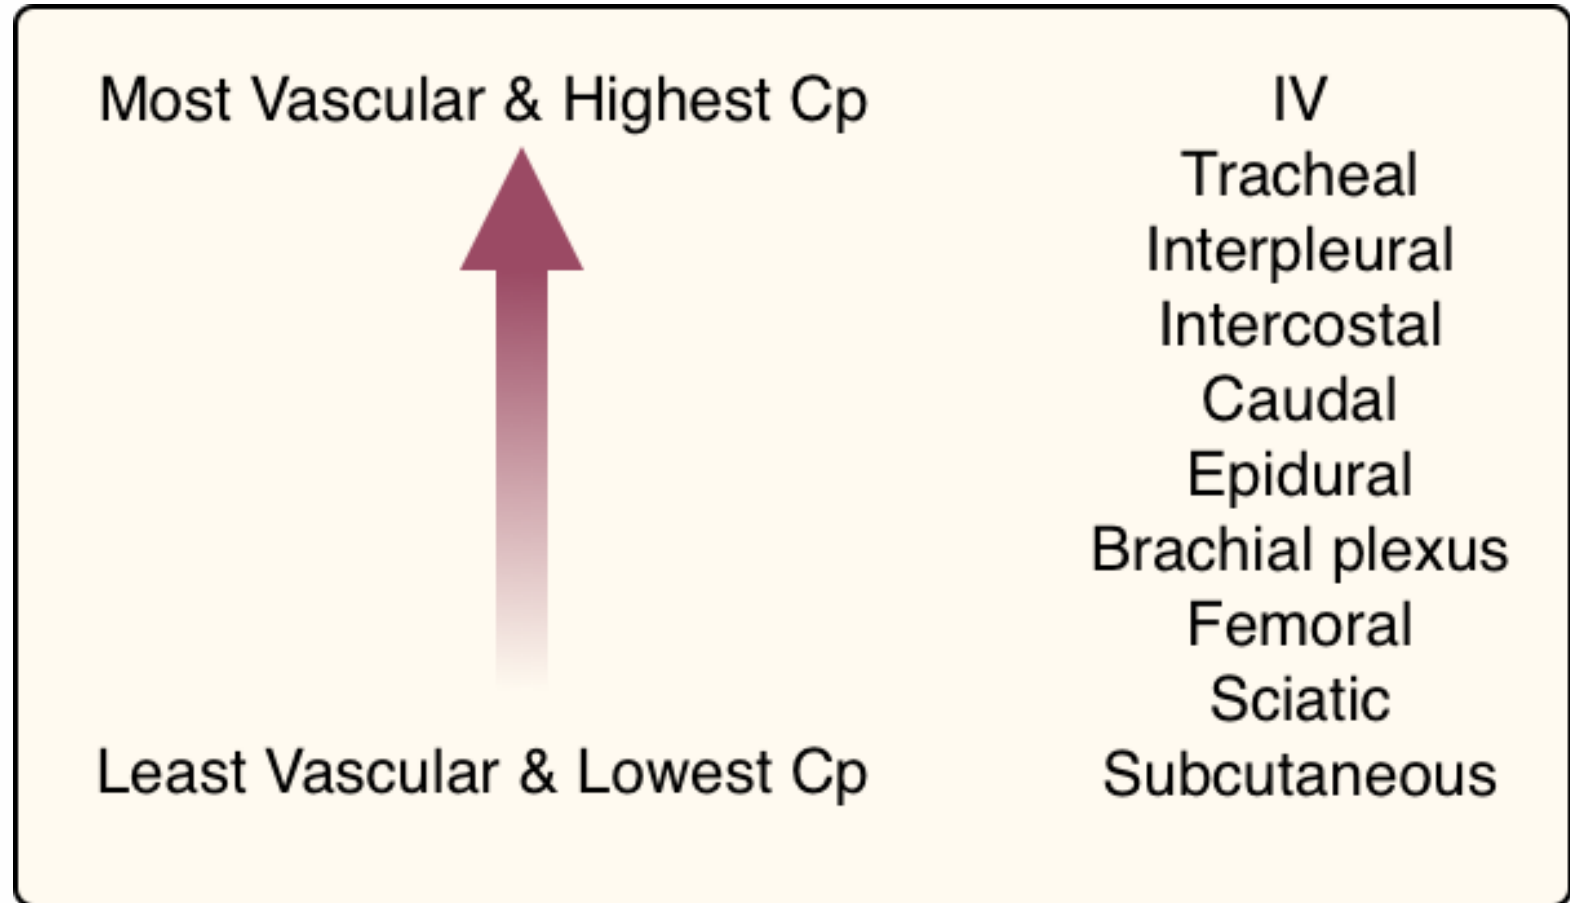 Most Vascular & Highest Cp
Least Vascular & Lowest Cp
IV
Tracheal
Interpleural
Intercostal
Caudal
Epidural
Brachial plexus
Femoral
Sciatic
Subcutaneous